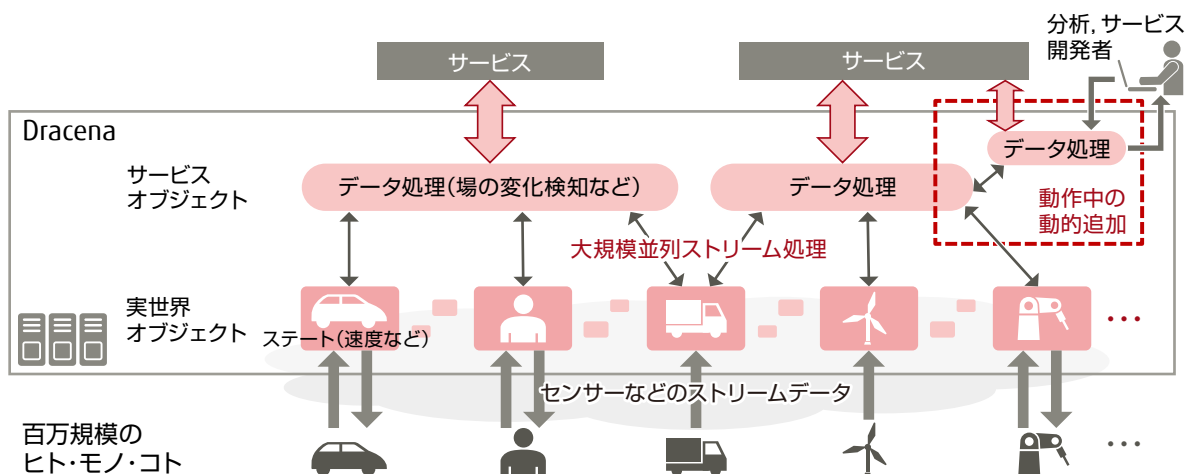 分析, サービス
開発者
サービス
サービス
Dracena
サービス
オブジェクト
データ処理(場の変化検知など)
データ処理
データ処理
動作中の
動的追加
大規模並列ストリーム処理
実世界
オブジェクト
ステート(速度など)
…
センサーなどのストリームデータ
百万規模の
ヒト・モノ・コト
…